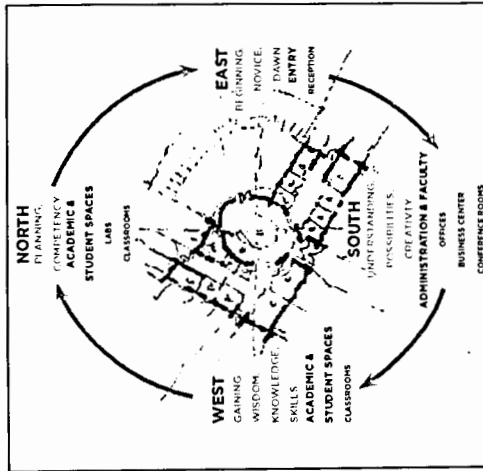 NORTH
PLANNING,
COMPETENCY
ACADEMIC &
STUDENT SPACES
LABS
CLASSROOMS
EAST
BEGINNING,
NOVICE,
DAWN
ENTRY
RECEPTION
SOUTH
UNDERSTANDING,
POSSIBILITIES,
CREATIVITY
ADMINISTRATION & FACULTY
OFFICES
BUSINESS CENTER
CONFERENCE ROOMS
WEST
GAINING
WISDOM,
KNOWLEDGE,
SKILLS
ACADEMIC &
STUDENT SPACES
CLASSROOMS